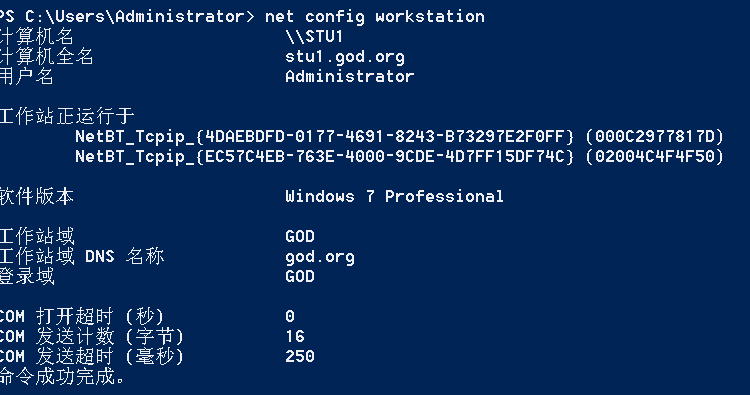 PS C:\Users\Administrator> net config workstation
计算机名 \\STU1
计算机全名 stu1.god.org
用户名 Administrator
工作站正运行于
NetBT_Tcpip_{4DAEBDFD-0177-4691-8243-B73297E2F0FF} (000C2977817D)
NetBT_Tcpip_{EC57C4EB-763E-4000-9CDE-4D7FF15DF74C} (02004C4F4F50)
软件版本 Windows 7 Professional
工作站域 GOD
工作站域 DNS 名称 god.org
登录域 GOD
COM 打开超时 (秒) 0
COM 发送计数 (字节) 16
COM 发送超时 (毫秒) 250
命令成功完成。